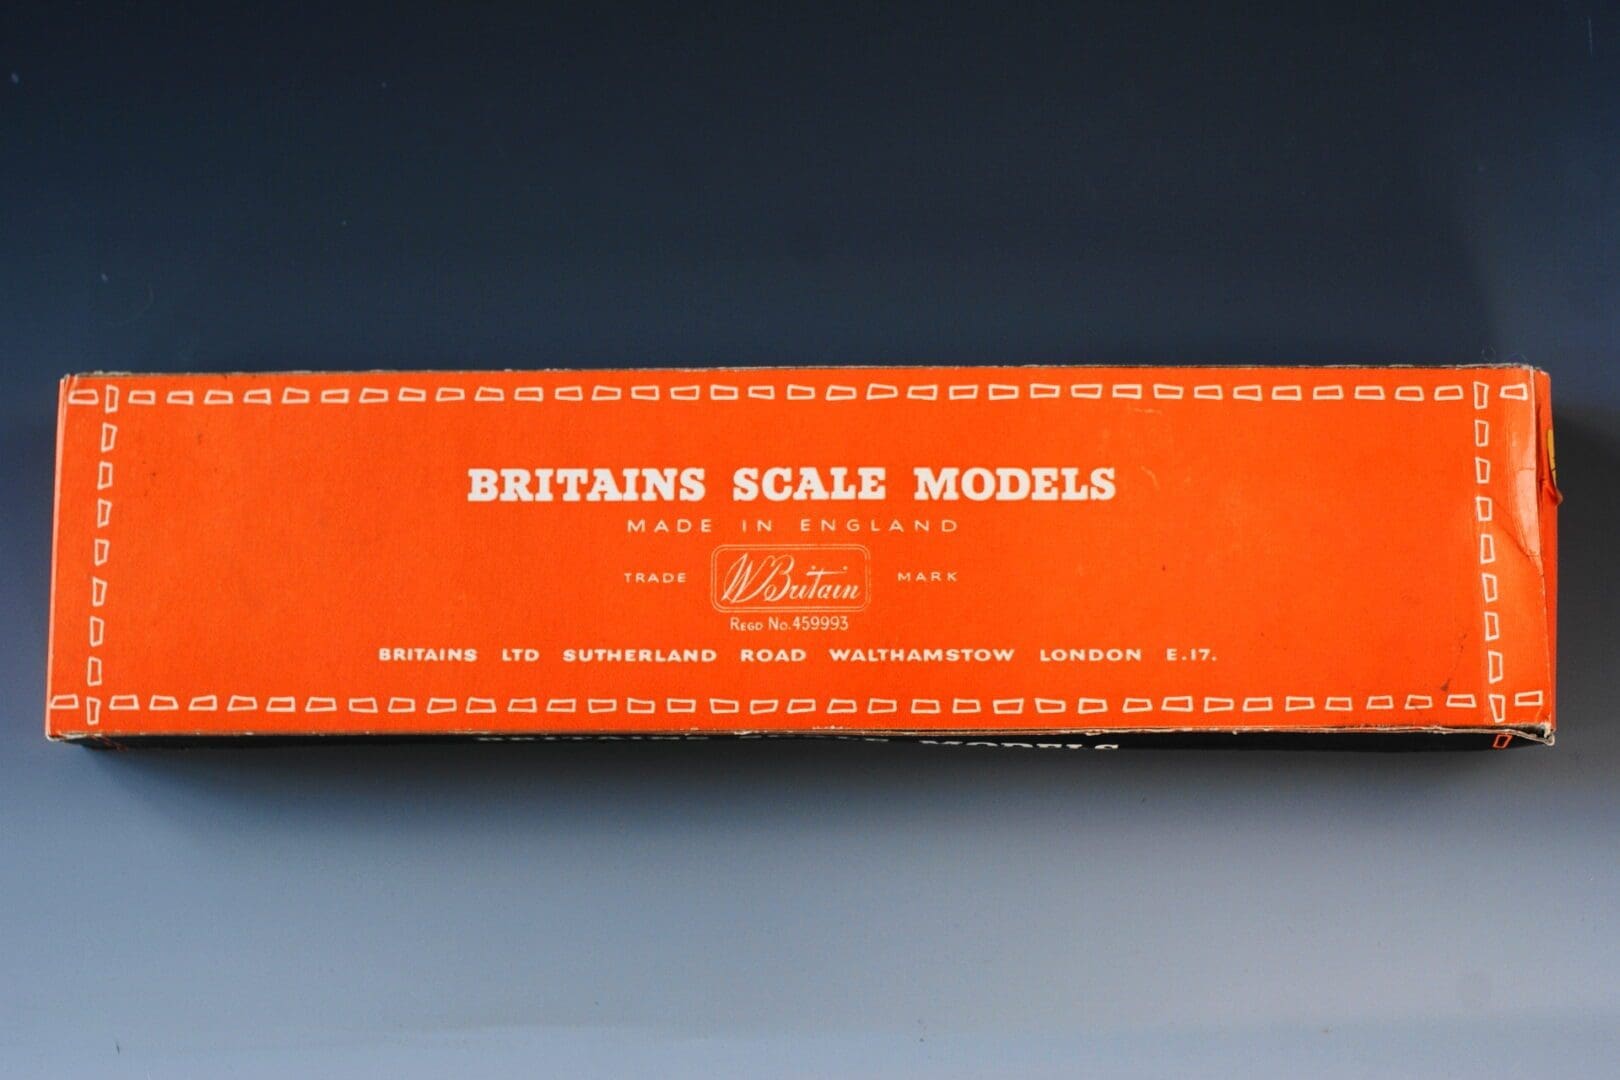 BRITAINS SCALE MODELS
MADE IN ENGLAND
TRADE W Britain MARK
REGD No. 459993
BRITAINS LTD SUTHERLAND ROAD WALTHAMSTOW LONDON E.17.
MODELS